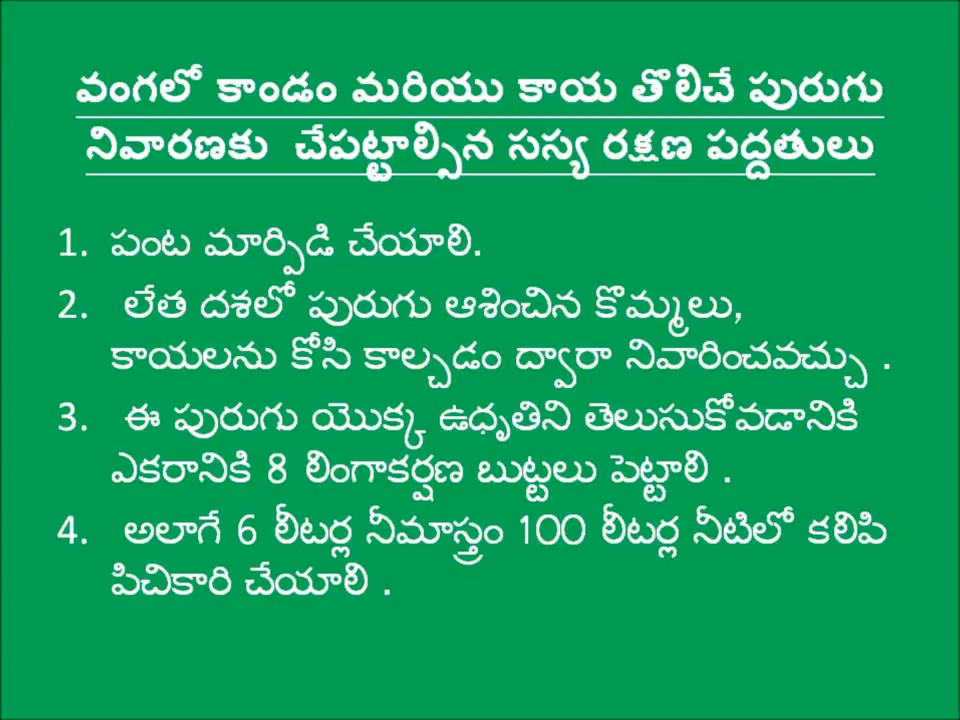 వంగలో కాండం మరియు కాయ తొలిచే పురుగు
నివారణకు చేపట్టాల్సిన సస్య రక్షణ పద్దతులు
1. పంట మార్పిడి చేయాలి.
2. లేత దశలో పురుగు ఆశించిన కొమ్మలు,
కాయలను కోసి కాల్చడం ద్వారా నివారించవచ్చు .
3. ఈ పురుగు యొక్క ఉధృతిని తెలుసుకోవడానికి
ఎకరానికి 8 లింగాకర్షణ బుట్టలు పెట్టాలి .
4. అలాగే 6 లీటర్ల నీమాస్త్రం 100 లీటర్ల నీటిలో కలిపి
పిచికారి చేయాలి .